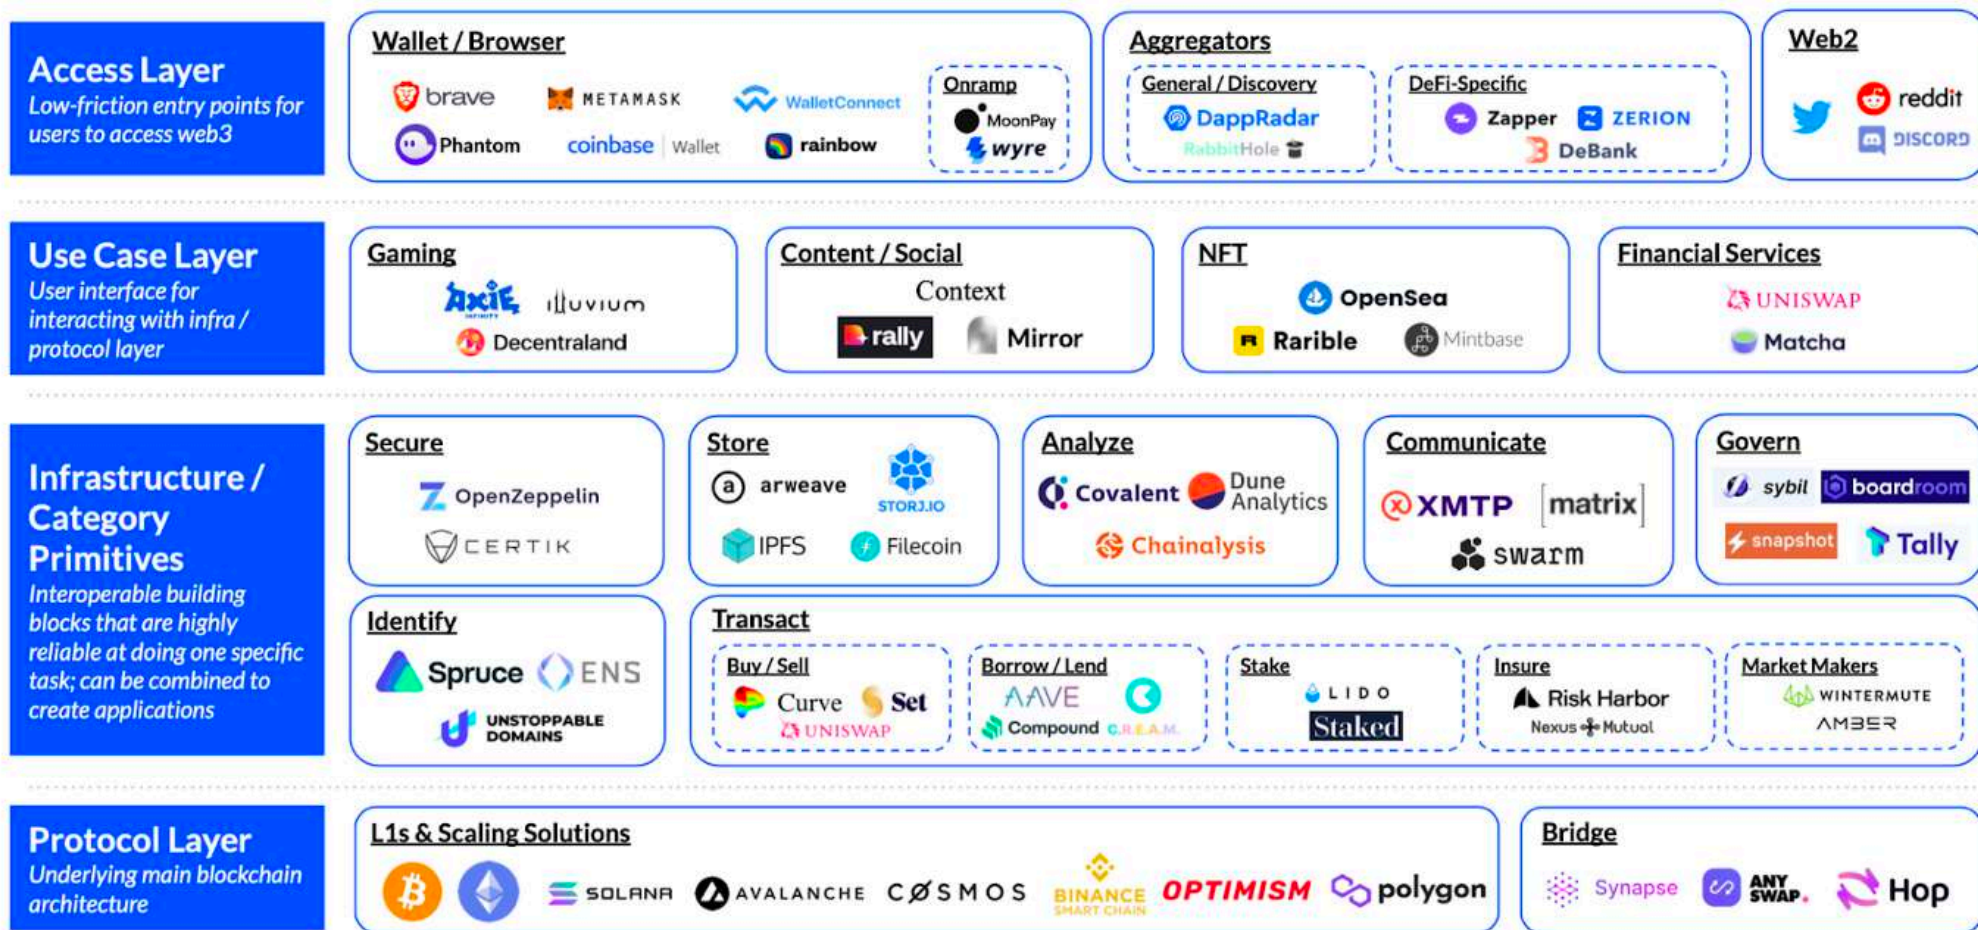 Access Layer
Low-friction entry points for
users to access web3
Wallet / Browser
brave
METAMASK
WalletConnect
Phantom
coinbase | Wallet
rainbow
Onramp
MoonPay
wyre
Aggregators
General / Discovery
DappRadar
RabbitHole
DeFi-Specific
Zapper
ZERION
DeBank
Web2
reddit
DISCORD
Use Case Layer
User interface for
interacting with infra /
protocol layer
Gaming
AXIE
INFINITY
illuvium
Decentraland
Content / Social
Context
rally
Mirror
NFT
OpenSea
Rarible
Mintbase
Financial Services
UNISWAP
Matcha
Infrastructure /
Category
Primitives
Interoperable building
blocks that are highly
reliable at doing one specific
task; can be combined to
create applications
Secure
OpenZeppelin
CERTIK
Store
a arweave
STORJ.IO
IPFS
Filecoin
Analyze
Covalent
Dune
Analytics
Chainalysis
Communicate
XMTP
[matrix]
swarm
Govern
sybil
boardroom
snapshot
Tally
Identify
Spruce
ENS
UNSTOPPABLE
DOMAINS
Transact
Buy / Sell
Curve
Set
UNISWAP
Borrow / Lend
AAVE
Compound
C.R.E.A.M.
Stake
LIDO
Staked
Insure
Risk Harbor
Nexus Mutual
Market Makers
WINTERMUTE
AMBER
Protocol Layer
Underlying main blockchain
architecture
L1s & Scaling Solutions
SOLANA
AVALANCHE
CØSMOS
BINANCE
SMART CHAIN
OPTIMISM
polygon
Bridge
Synapse
ANY
SWAP.
Hop